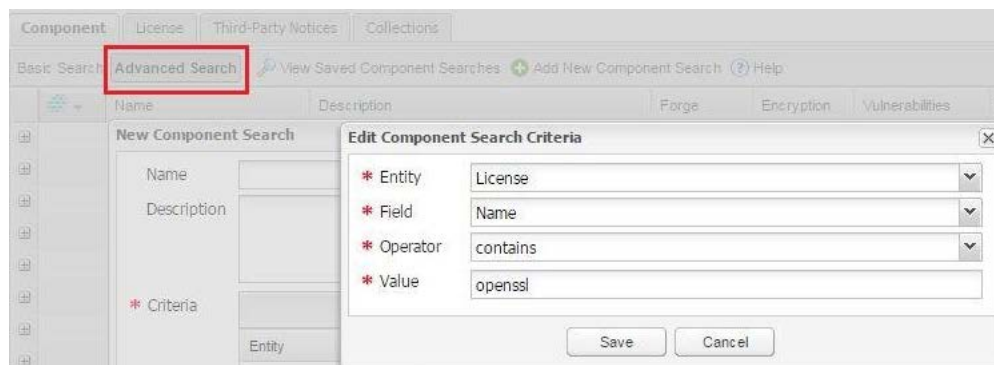 Component License Third-Party Notices Collections
Basic Search Advanced Search View Saved Component Searches Add New Component Search Help
Name Description Forge Encryption Vulnerabilities
New Component Search
Name
Description
* Criteria
Entity
Edit Component Search Criteria
* Entity License
* Field Name
* Operator contains
* Value openssl
Save Cancel